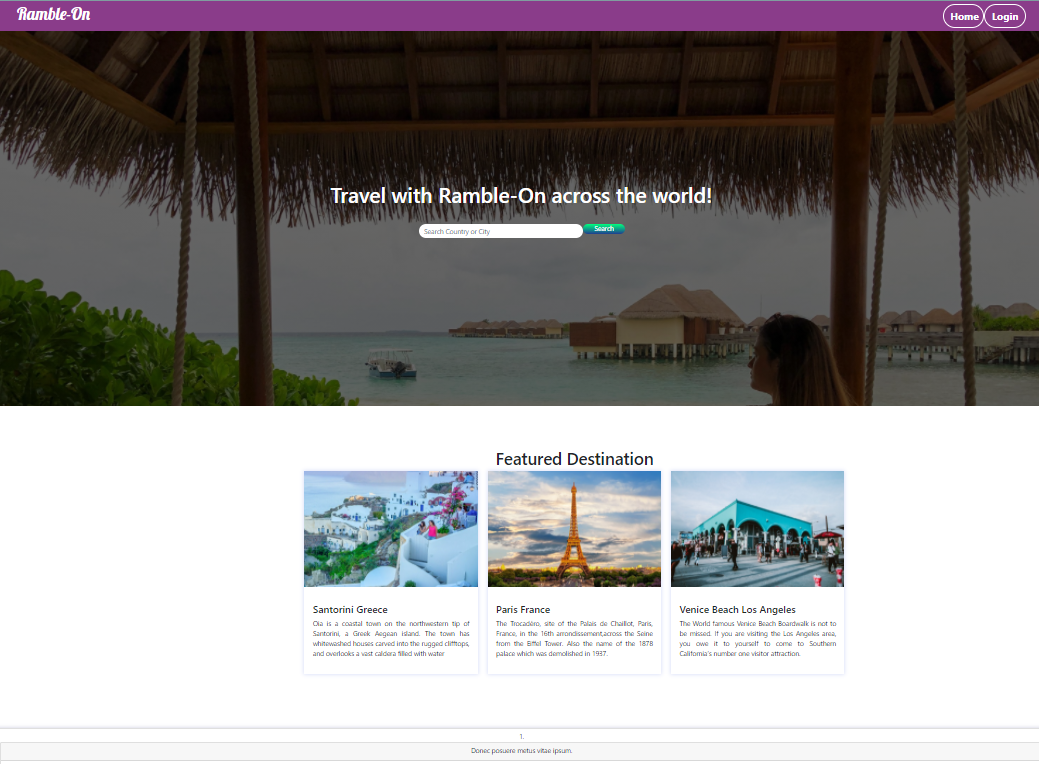 Ramble-On
Home Login
Travel with Ramble-On across the world!
Search Country or City Search
Featured Destination
Santorini Greece
Oia is a coastal town on the northwestern tip of
Santorini, a Greek Aegean island. The town has
whitewashed houses carved into the rugged clifftops,
and overlooks a vast caldera filled with water
Paris France
The Trocadéro, site of the Palais de Chaillot, Paris,
France, in the 16th arrondissement,across the Seine
from the Eiffel Tower. Also the name of the 1878
palace which was demolished in 1937.
Venice Beach Los Angeles
The World famous Venice Beach Boardwalk is not to
be missed. If you are visiting the Los Angeles area,
you owe it to yourself to come to Southern
California's number one visitor attraction.
1.
Donec posuere metus vitae ipsum.